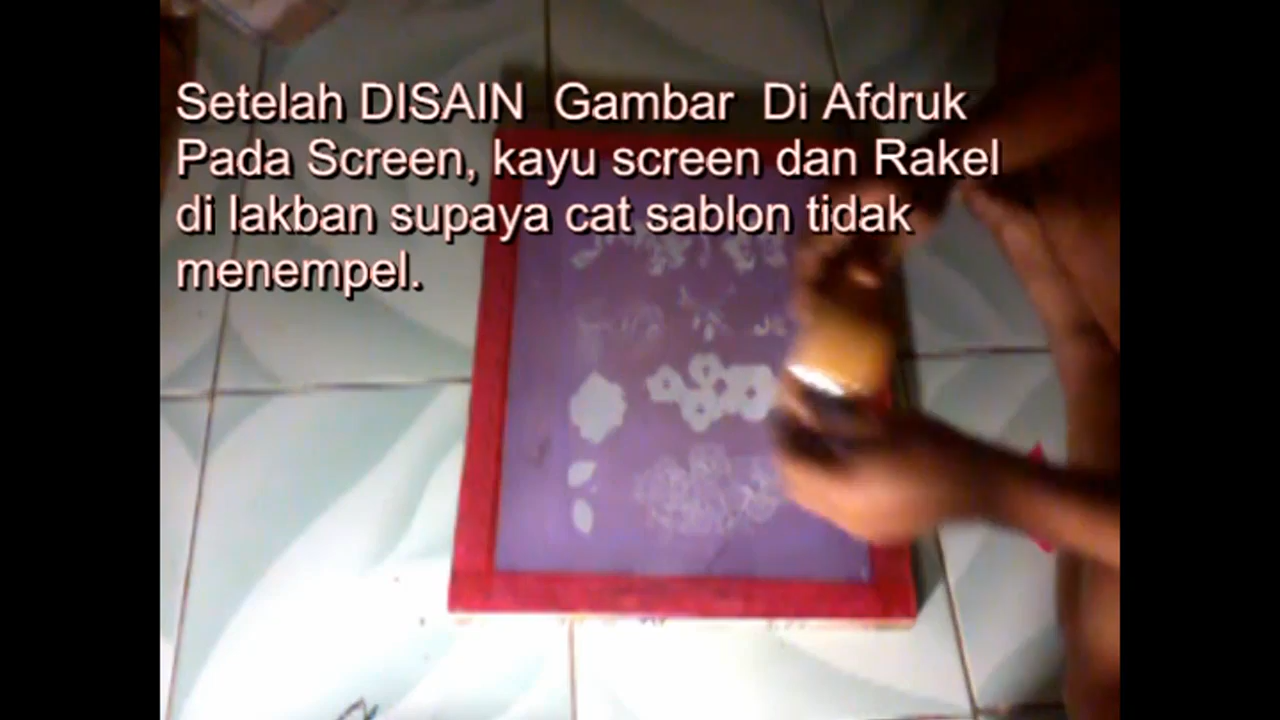 Setelah DISAIN  Gambar  Di Afdruk
Pada Screen, kayu screen dan Rakel
di lakban supaya cat sablon tidak
menempel.